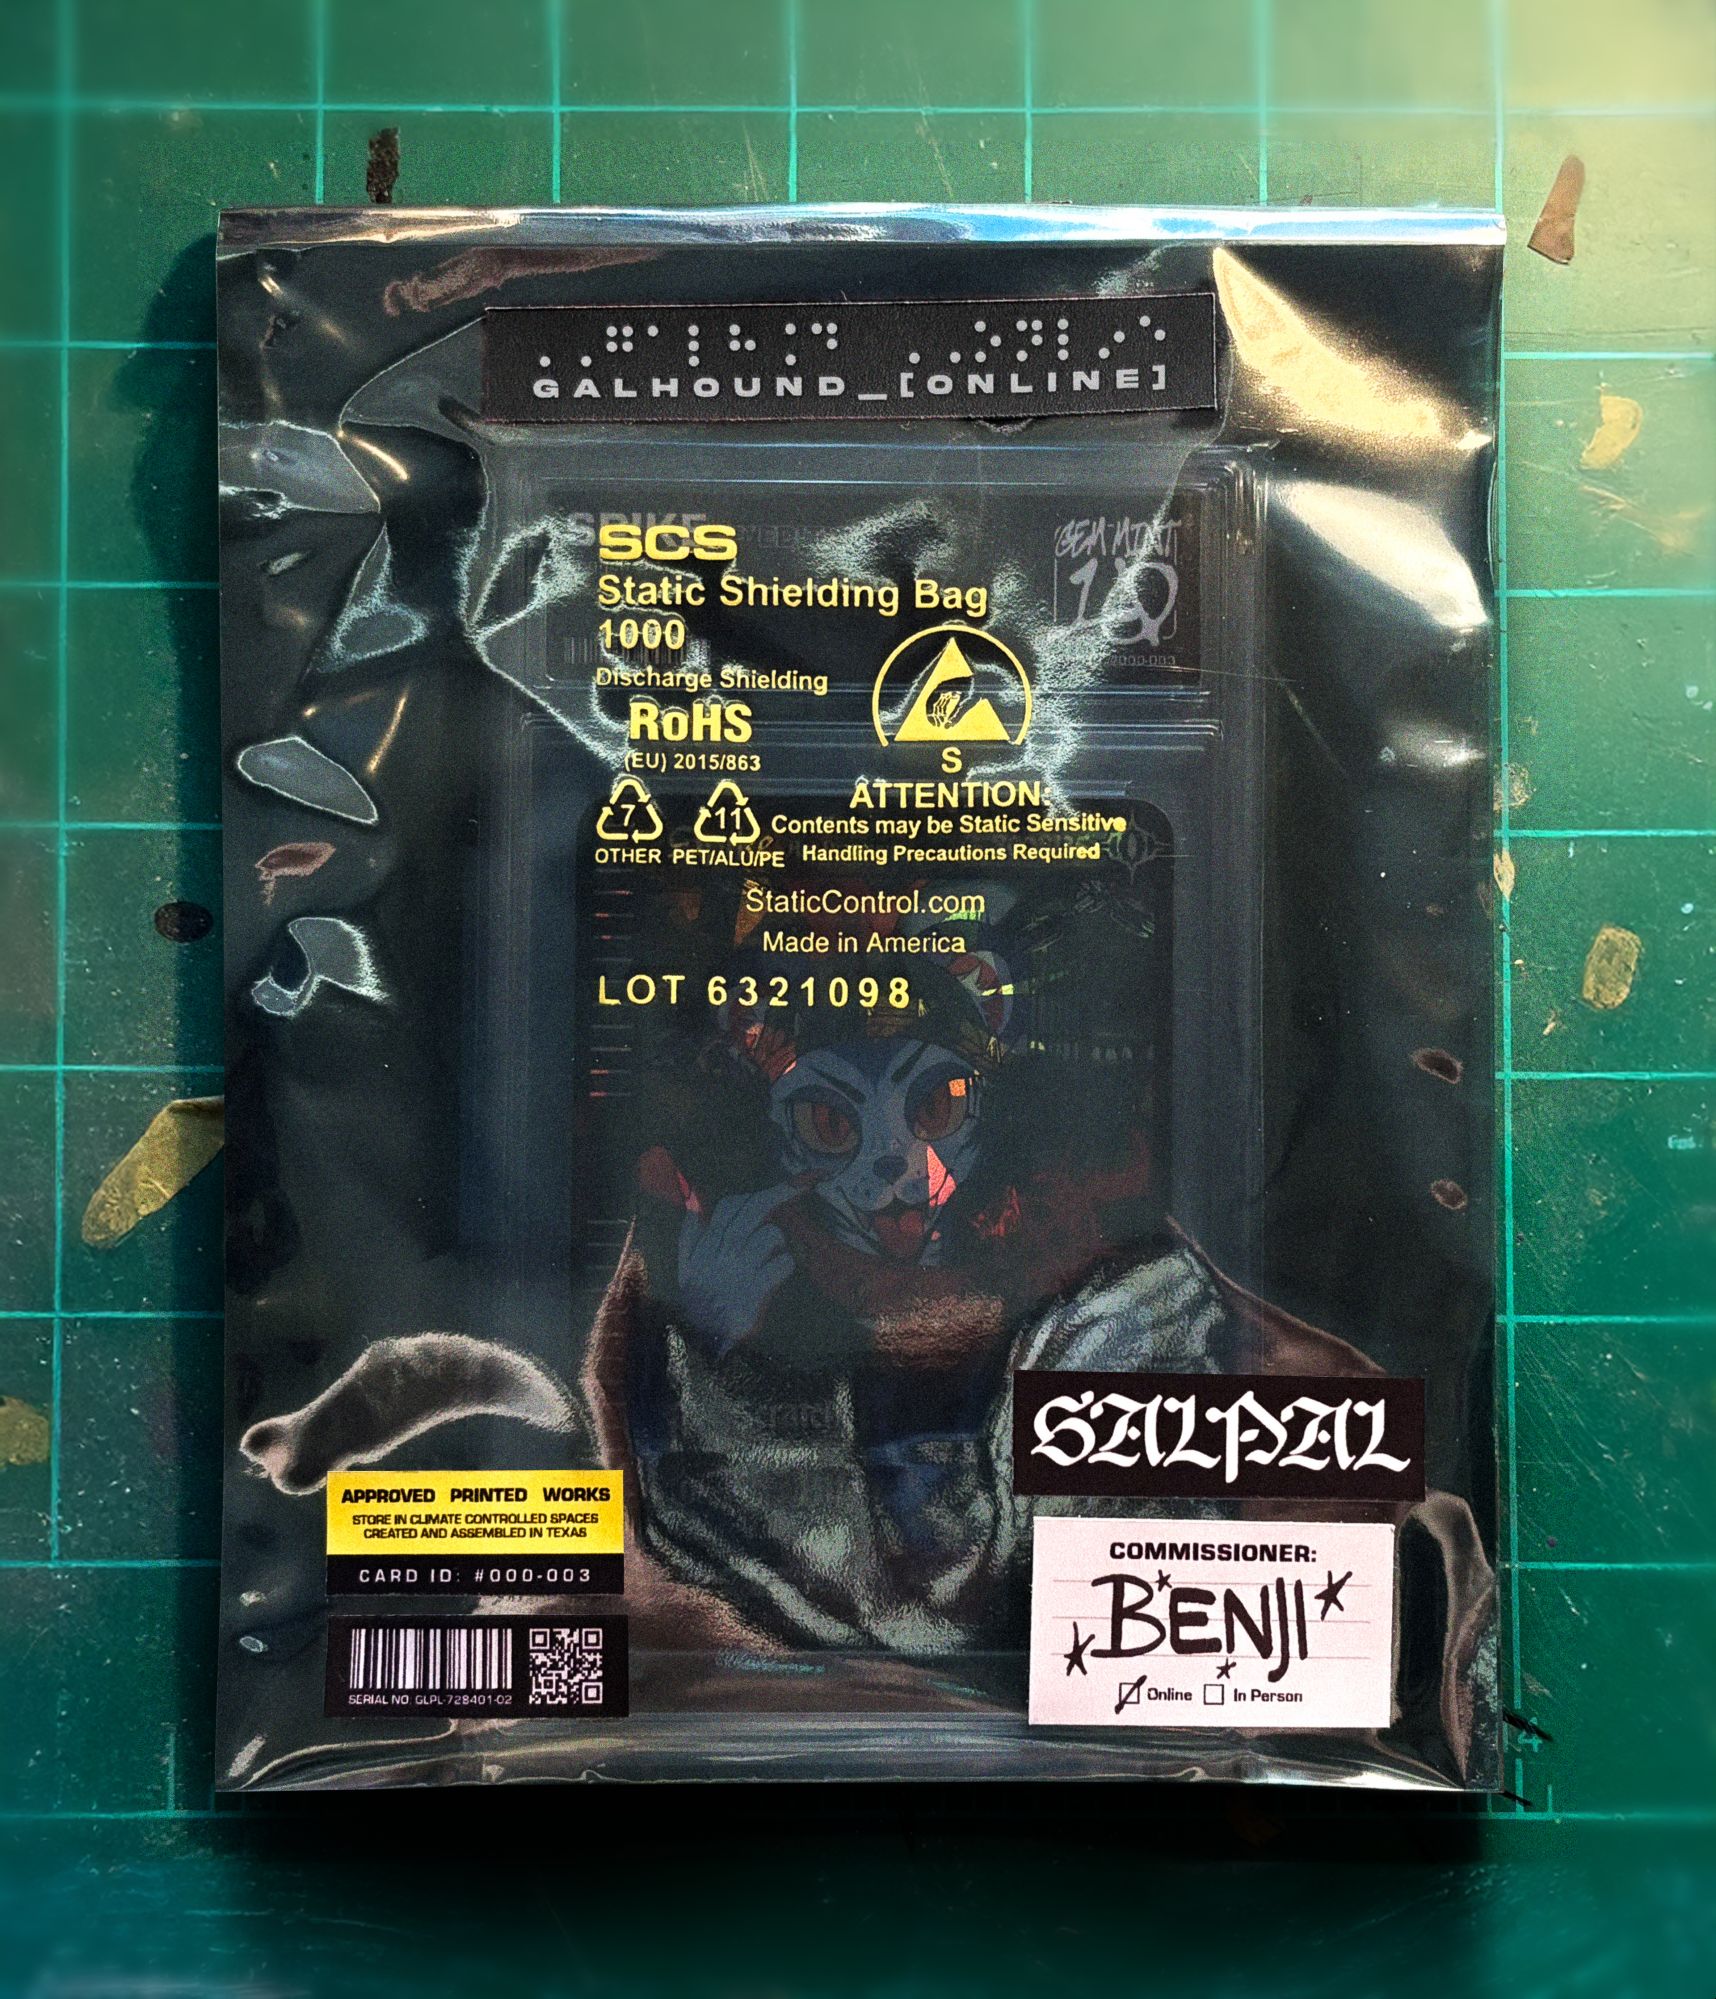 GALHOUND_[ONLINE]
SPIKE
GEM MINT
10
SCS
Static Shielding Bag
1000
Discharge Shielding
RoHS
(EU) 2015/863
7
OTHER
11
PET/ALU/PE
S
ATTENTION:
Contents may be Static Sensitive
Handling Precautions Required
StaticControl.com
Made in America
LOT 6321098
SALPAL
APPROVED PRINTED WORKS
STORE IN CLIMATE CONTROLLED SPACES
CREATED AND ASSEMBLED IN TEXAS
CARD ID: #000-003
SERIAL NO. GLPL-728401-02
COMMISSIONER:
BENJI
Online In Person